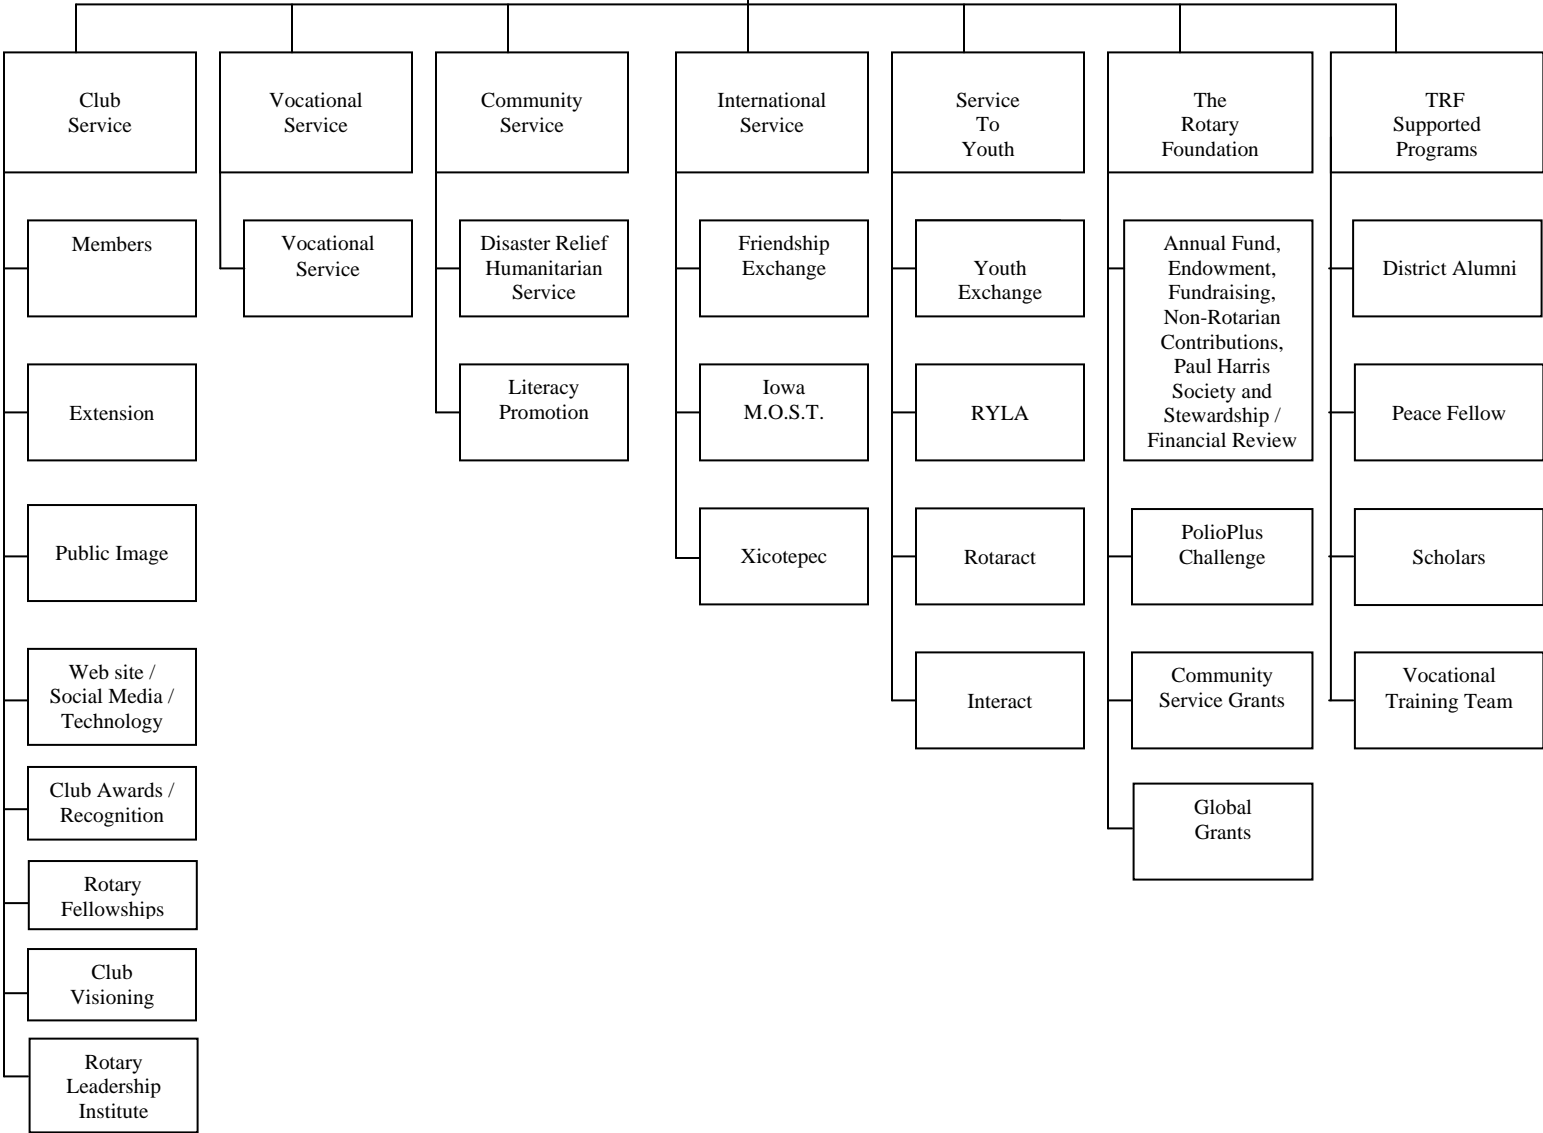 Club
Service
Vocational
Service
Community
Service
International
Service
Service
To
Youth
The
Rotary
Foundation
TRF
Supported
Programs
Members
Extension
Public Image
Web site /
Social Media /
Technology
Club Awards /
Recognition
Rotary
Fellowships
Club
Visioning
Rotary
Leadership
Institute
Vocational
Service
Disaster Relief
Humanitarian
Service
Literacy
Promotion
Friendship
Exchange
Iowa
M.O.S.T.
Xicotepec
Youth
Exchange
RYLA
Rotaract
Interact
Annual Fund,
Endowment,
Fundraising,
Non-Rotarian
Contributions,
Paul Harris
Society and
Stewardship /
Financial Review
PolioPlus
Challenge
Community
Service Grants
Global
Grants
District Alumni
Peace Fellow
Scholars
Vocational
Training Team